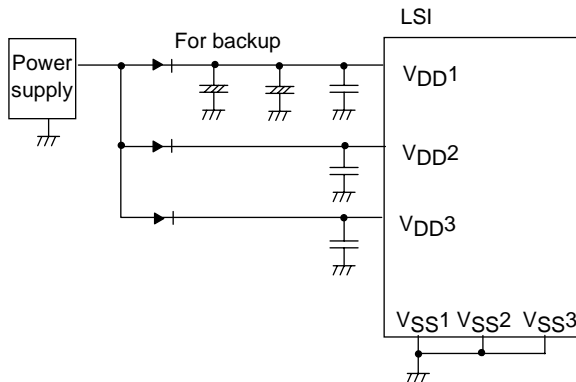 LSI
For backup
Power
supply
VDD1
VDD2
VDD3
VSS1 VSS2 VSS3